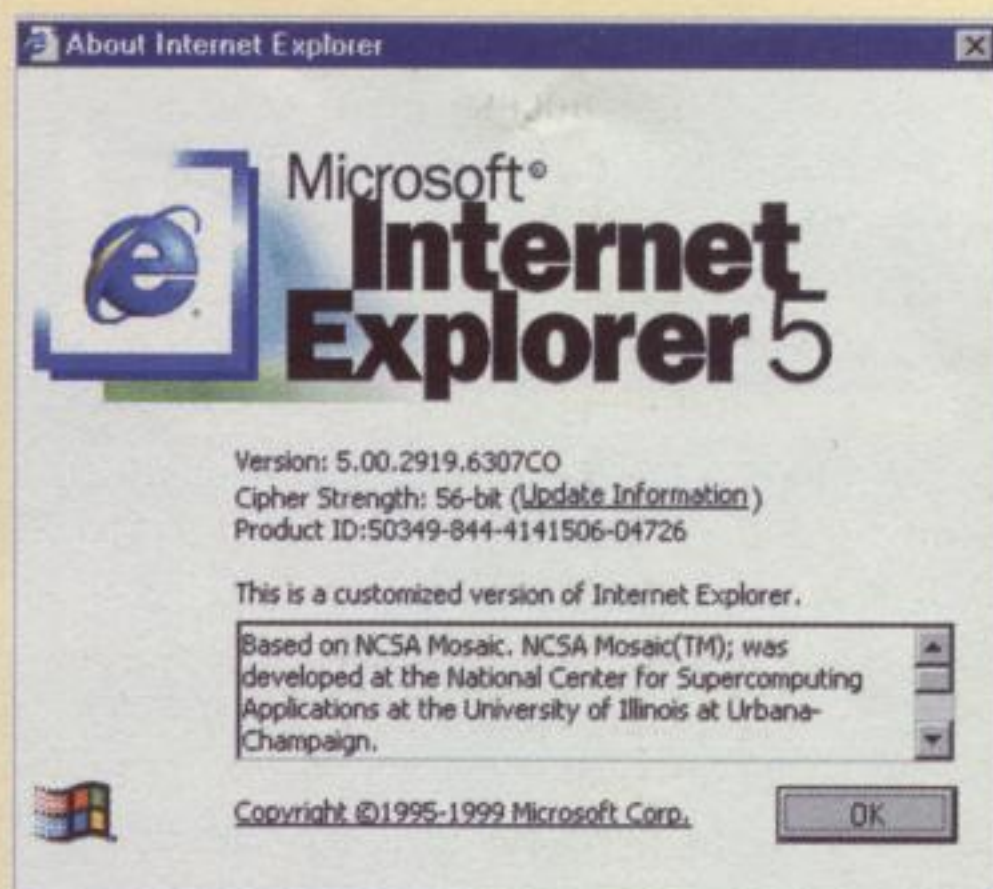 About Internet Explorer
Microsoft®
Internet
Explorer 5
Version: 5.00.2919.6307CO
Cipher Strength: 56-bit (Update Information)
Product ID:50349-844-4141506-04726
This is a customized version of Internet Explorer.
Based on NCSA Mosaic. NCSA Mosaic(TM); was
developed at the National Center for Supercomputing
Applications at the University of Illinois at Urbana-
Champaign.
Copyright ©1995-1999 Microsoft Corp.
OK